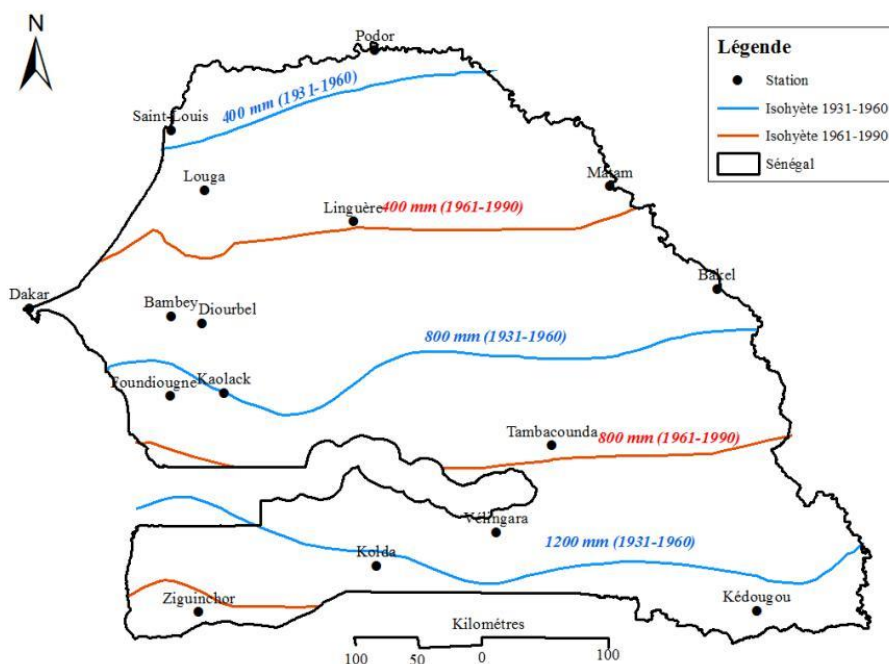 N
Podor
Légende
Station
Isohyète 1931-1960
Isohyète 1961-1990
Sénégal
400 mm (1931-1960)
Saint-Louis
Louga
Matam
Linguère
400 mm (1961-1990)
Bakel
Dakar
Bambey
Diourbel
800 mm (1931-1960)
Foundiougne
Kaolack
Tambacounda
800 mm (1961-1990)
Vélingara
1200 mm (1931-1960)
Kolda
Ziguinchor
Kédougou
Kilométres
100 50 0 100